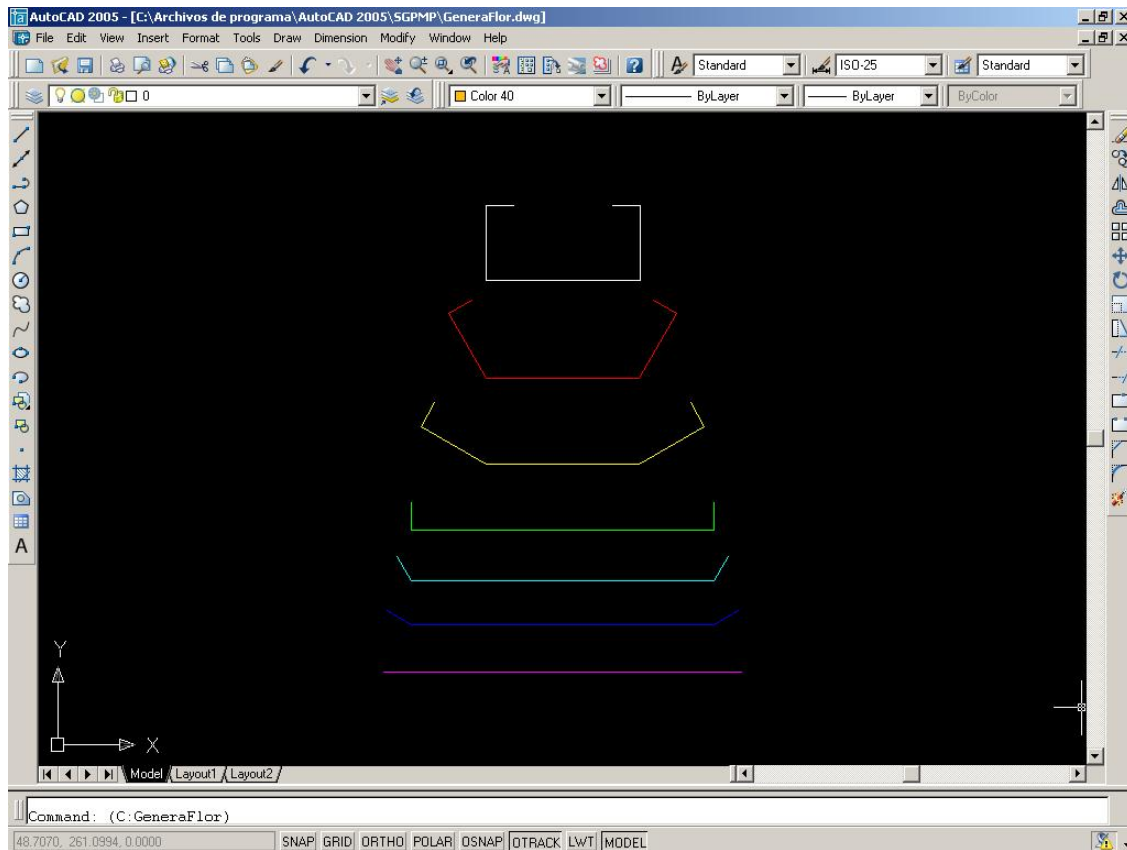 AutoCAD 2005 - [C:\Archivos de programa\AutoCAD 2005\SGPMP\GeneraFlor.dwg]
File Edit View Insert Format Tools Draw Dimension Modify Window Help
Standard ISO-25 Standard
0 Color 40 ByLayer ByLayer ByColor
A
Y
X
Model Layout1 Layout2
Command: (C:GeneraFlor)
48.7070, 261.0994, 0.0000 SNAP GRID ORTHO POLAR OSNAP OTRACK LWT MODEL